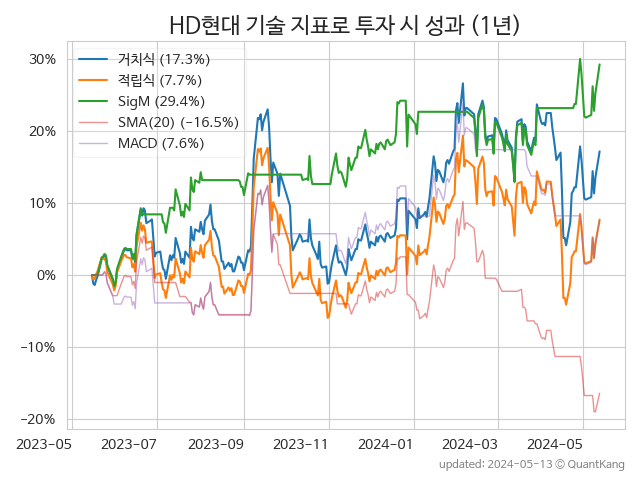 HD현대 기술 지표로 투자 시 성과 (1년)
30%
20%
10%
0%
−10%
−20%
거치식 (17.3%)
적립식 (7.7%)
SigM (29.4%)
SMA(20) (−16.5%)
MACD (7.6%)
2023-05
2023-07
2023-09
2023-11
2024-01
2024-03
2024-05
updated: 2024-05-13 ⓒ QuantKang